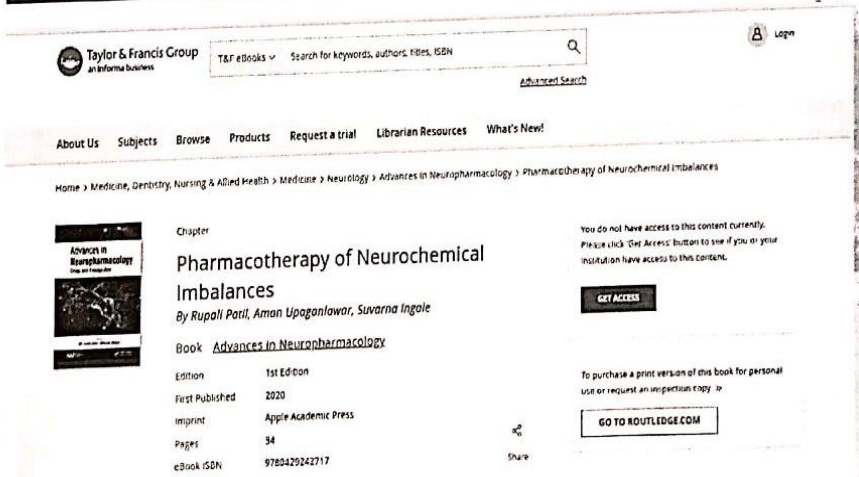 Taylor & Francis Group
an informa business
T&F eBooks
Search for keywords, authors, titles, ISBN
Advanced Search
Login
About Us Subjects Browse Products Request a trial Librarian Resources What's New!
Home > Medicine, Dentistry, Nursing & Allied Health > Medicine > Neurology > Advances in Neuropharmacology > Pharmacotherapy of Neurochemical Imbalances
Advances in
Neuropharmacology
Chapter
Pharmacotherapy of Neurochemical
Imbalances
By Rupali Patil, Aman Upaganlawar, Suvarna Ingale
Book Advances in Neuropharmacology
Edition 1st Edition
First Published 2020
Imprint Apple Academic Press
Pages 34
eBook ISBN 9780429242717
Share
You do not have access to this content currently.
Please click 'Get Access' button to see if you or your
institution have access to this content.
GET ACCESS
To purchase a print version of this book for personal
use or request an inspection copy »
GO TO ROUTLEDGE.COM